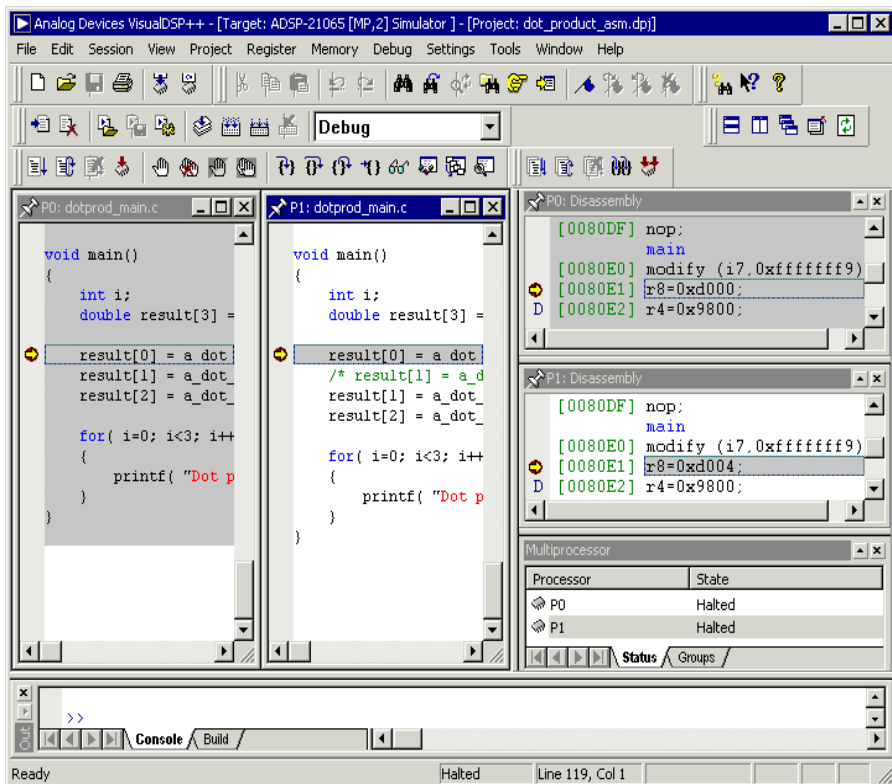 Analog Devices VisualDSP++ - [Target: ADSP-21065 [MP,2] Simulator ] - [Project: dot_product_asm.dpj]
File Edit Session View Project Register Memory Debug Settings Tools Window Help
Debug
P0: dotprod_main.c
void main()
{
int i;
double result[3] =
result[0] = a_dot
result[1] = a_dot_
result[2] = a_dot_
for( i=0; i<3; i++
{
printf( "Dot p
}
}
P1: dotprod_main.c
void main()
{
int i;
double result[3] =
result[0] = a_dot
/* result[1] = a_d
result[1] = a_dot_
result[2] = a_dot_
for( i=0; i<3; i++
{
printf( "Dot p
}
}
P0: Disassembly
[0080DF] nop;
main
[0080E0] modify (i7,0xfffffff9)
[0080E1] r8=0xd000;
D [0080E2] r4=0x9800;
P1: Disassembly
[0080DF] nop;
main
[0080E0] modify (i7,0xfffffff9)
[0080E1] r8=0xd004;
D [0080E2] r4=0x9800;
Multiprocessor
Processor State
P0 Halted
P1 Halted
Status Groups
>>
Out
Console Build
Ready Halted Line 119, Col 1